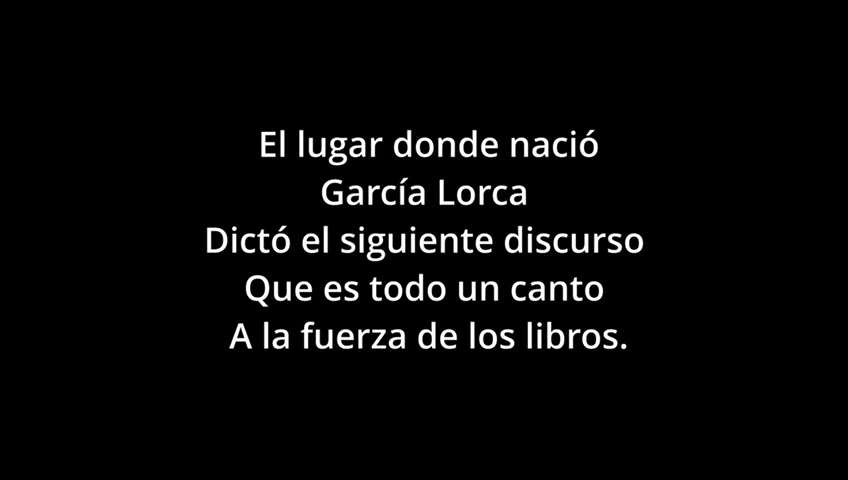 El lugar donde nació
García Lorca
Dictó el siguiente discurso
Que es todo un canto
A la fuerza de los libros.